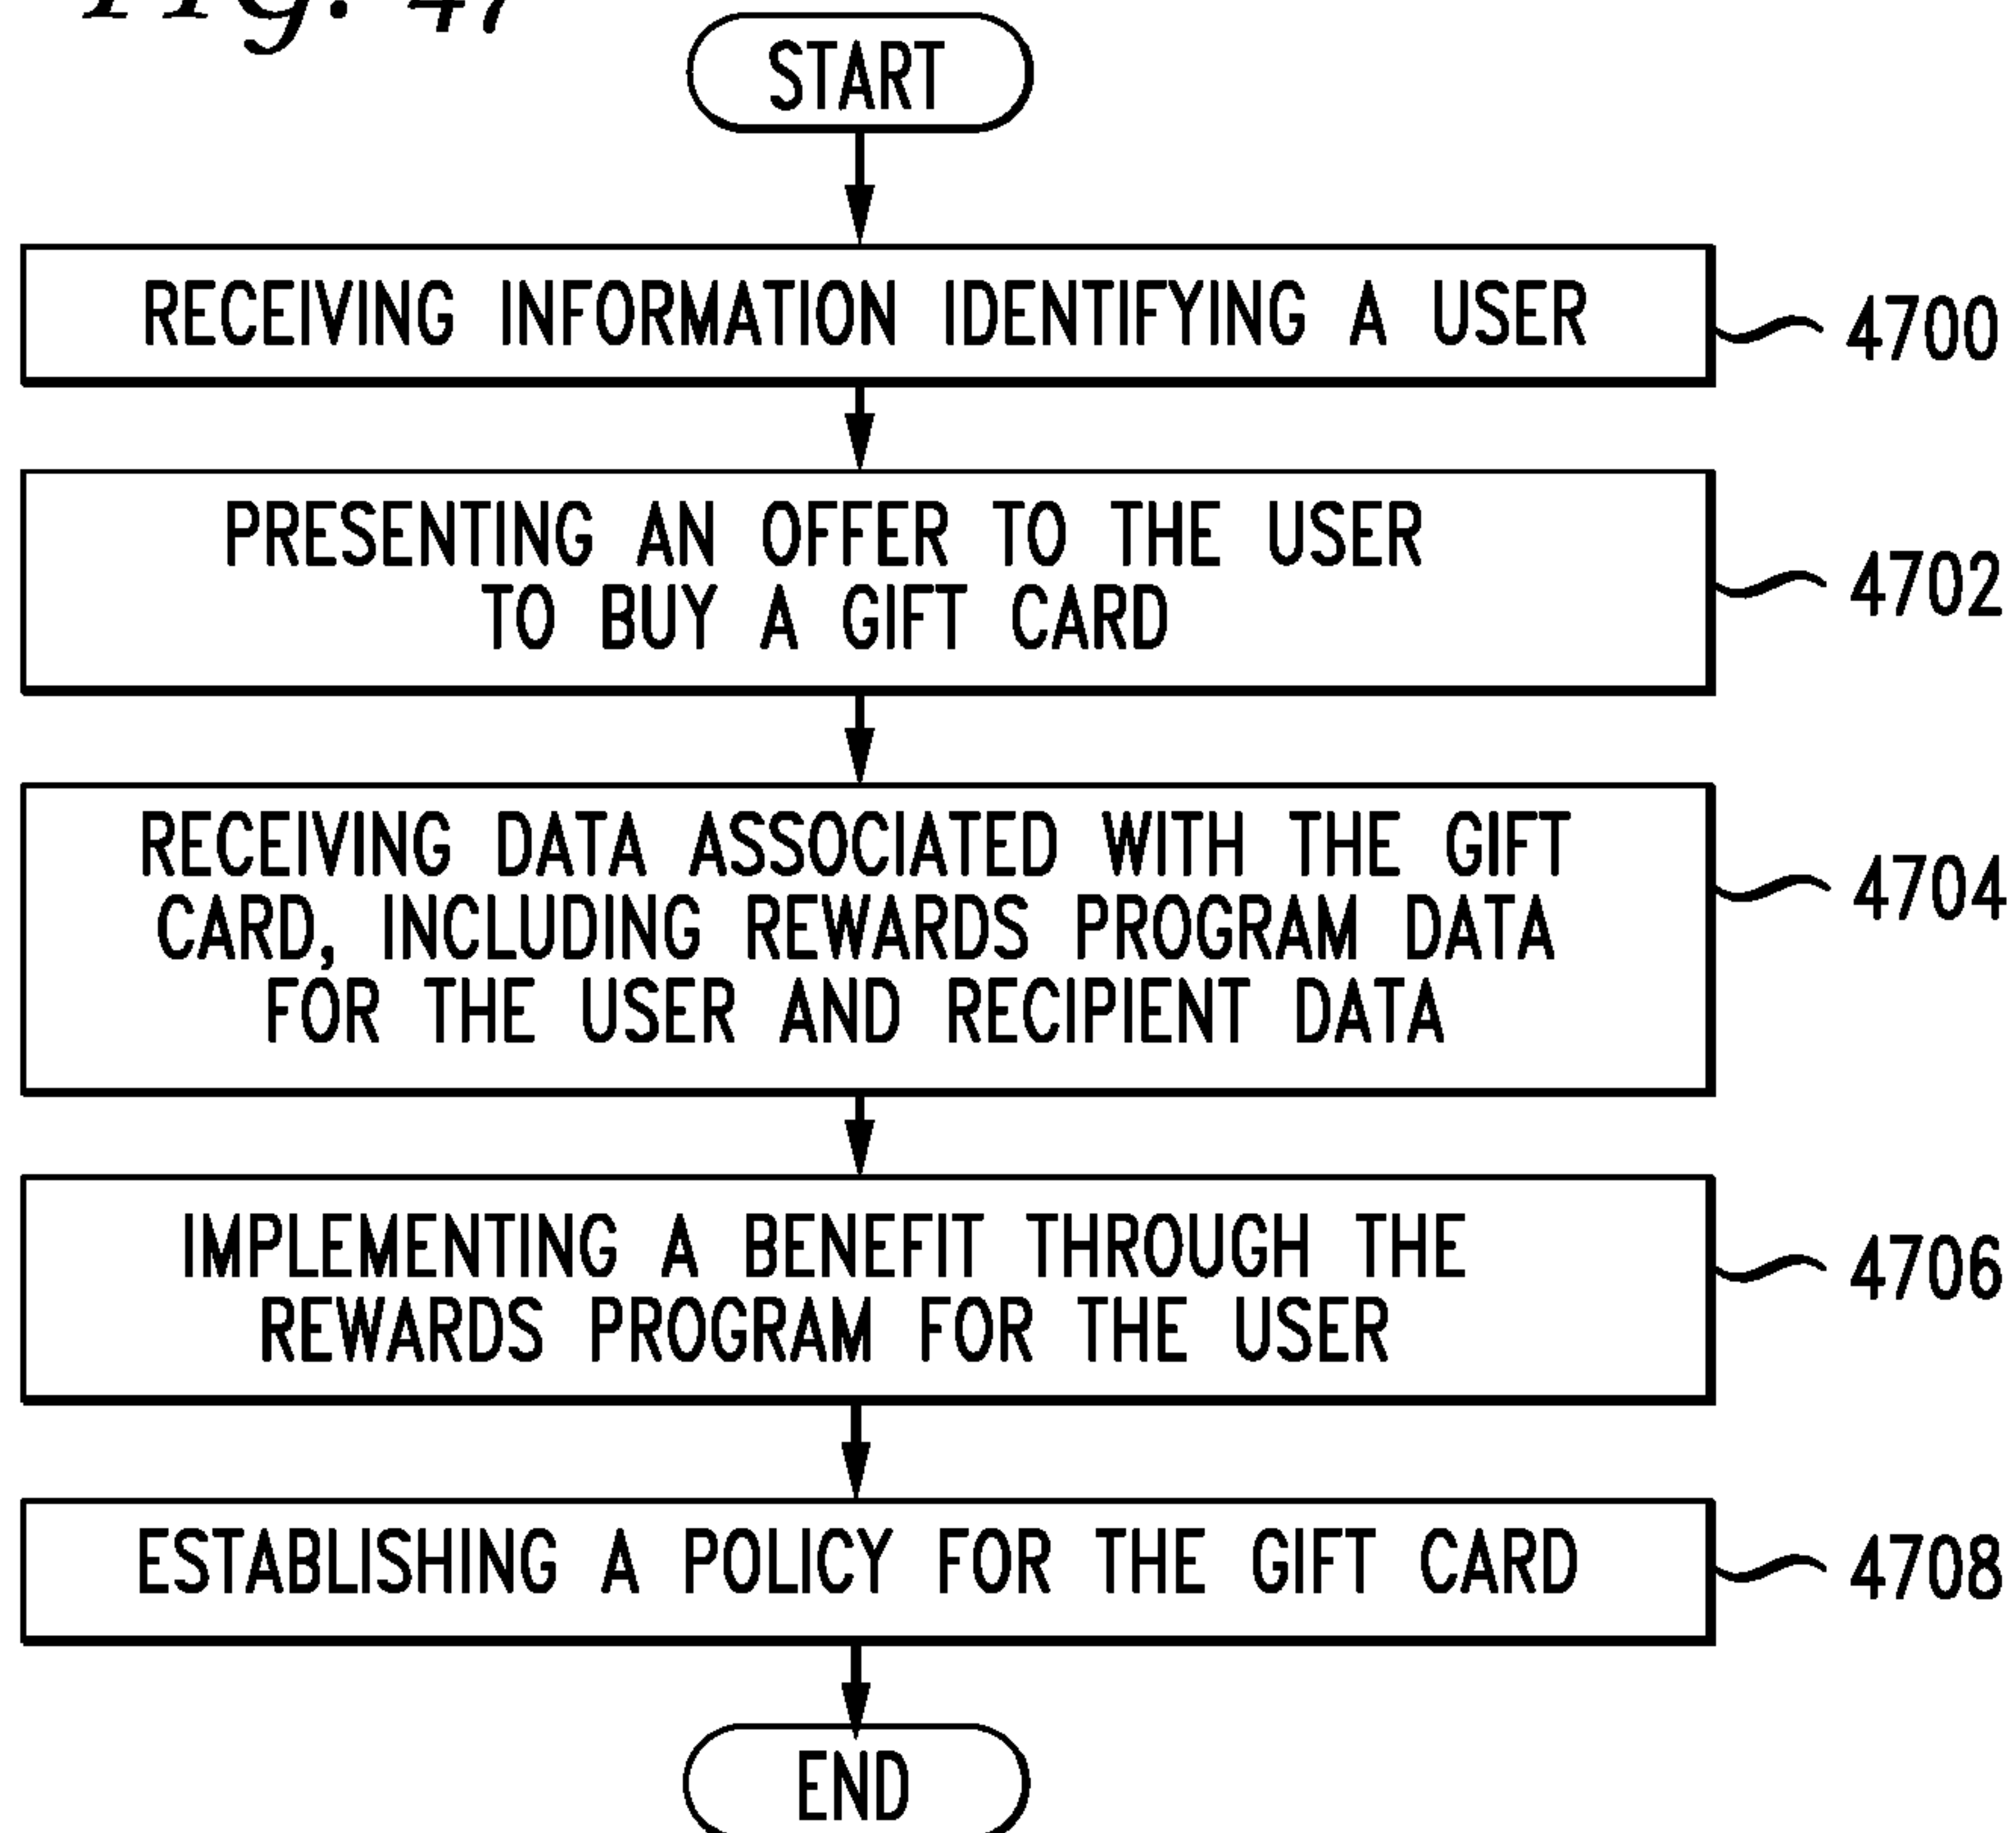 Fig. 47
START
RECEIVING INFORMATION IDENTIFYING A USER
4700
PRESENTING AN OFFER TO THE USER
TO BUY A GIFT CARD
4702
RECEIVING DATA ASSOCIATED WITH THE GIFT
CARD, INCLUDING REWARDS PROGRAM DATA
FOR THE USER AND RECIPIENT DATA
4704
IMPLEMENTING A BENEFIT THROUGH THE
REWARDS PROGRAM FOR THE USER
4706
ESTABLISHING A POLICY FOR THE GIFT CARD
4708
END